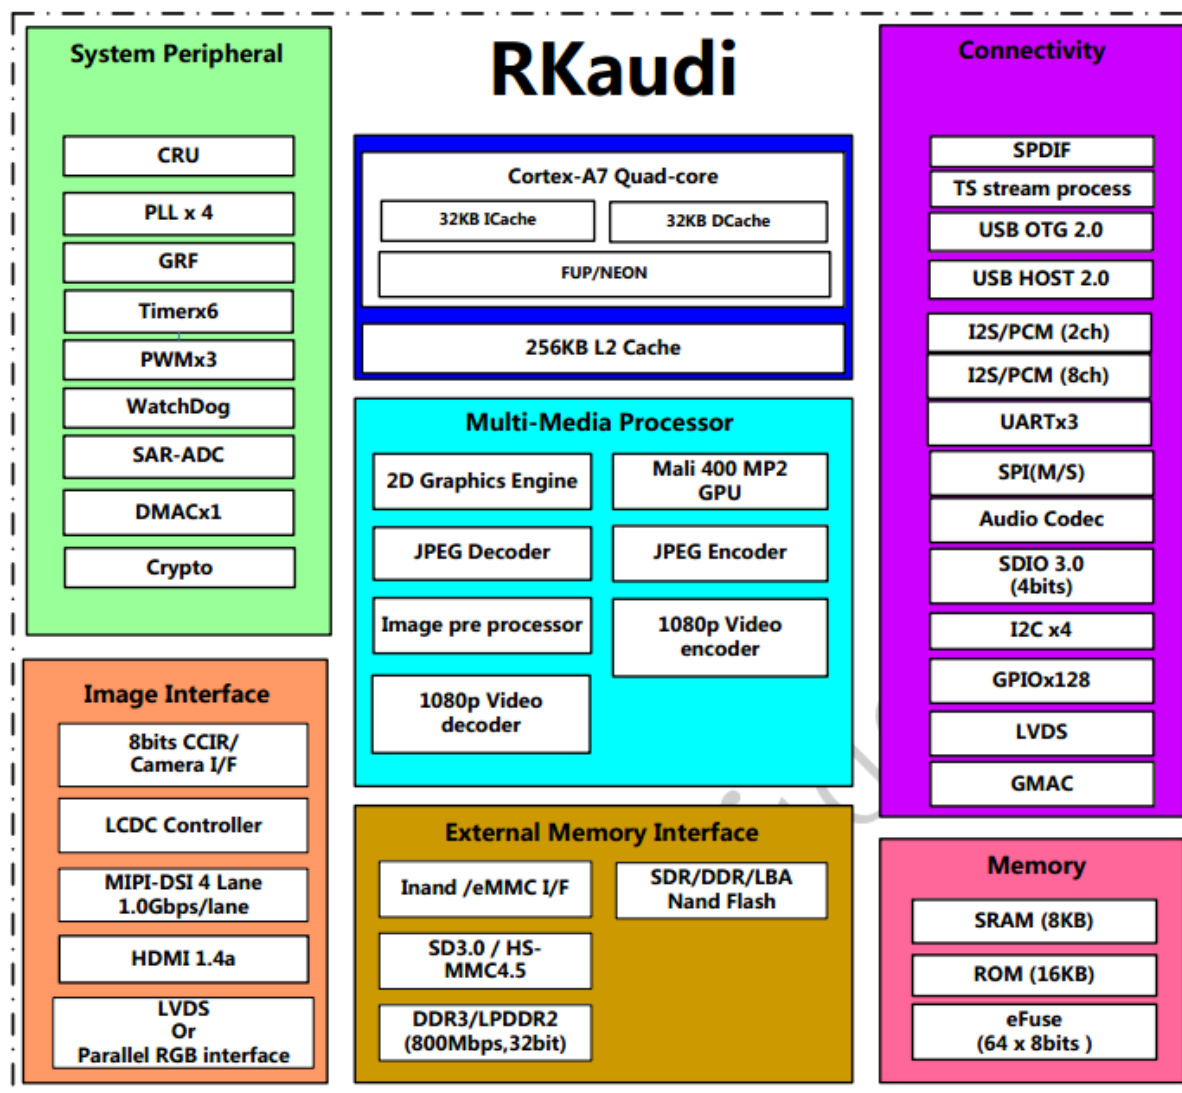 RKaudi
System Peripheral
CRU
PLL x 4
GRF
Timerx6
PWMx3
WatchDog
SAR-ADC
DMACx1
Crypto
Image Interface
8bits CCIR/
Camera I/F
LCDC Controller
MIPI-DSI 4 Lane
1.0Gbps/lane
HDMI 1.4a
LVDS
Or
Parallel RGB interface
Cortex-A7 Quad-core
32KB ICache
32KB DCache
FUP/NEON
256KB L2 Cache
Multi-Media Processor
2D Graphics Engine
Mali 400 MP2
GPU
JPEG Decoder
JPEG Encoder
Image pre processor
1080p Video
encoder
1080p Video
decoder
External Memory Interface
Inand /eMMC I/F
SDR/DDR/LBA
Nand Flash
SD3.0 / HS-
MMC4.5
DDR3/LPDDR2
(800Mbps,32bit)
Connectivity
SPDIF
TS stream process
USB OTG 2.0
USB HOST 2.0
I2S/PCM (2ch)
I2S/PCM (8ch)
UARTx3
SPI(M/S)
Audio Codec
SDIO 3.0
(4bits)
I2C x4
GPIOx128
LVDS
GMAC
Memory
SRAM (8KB)
ROM (16KB)
eFuse
(64 x 8bits )